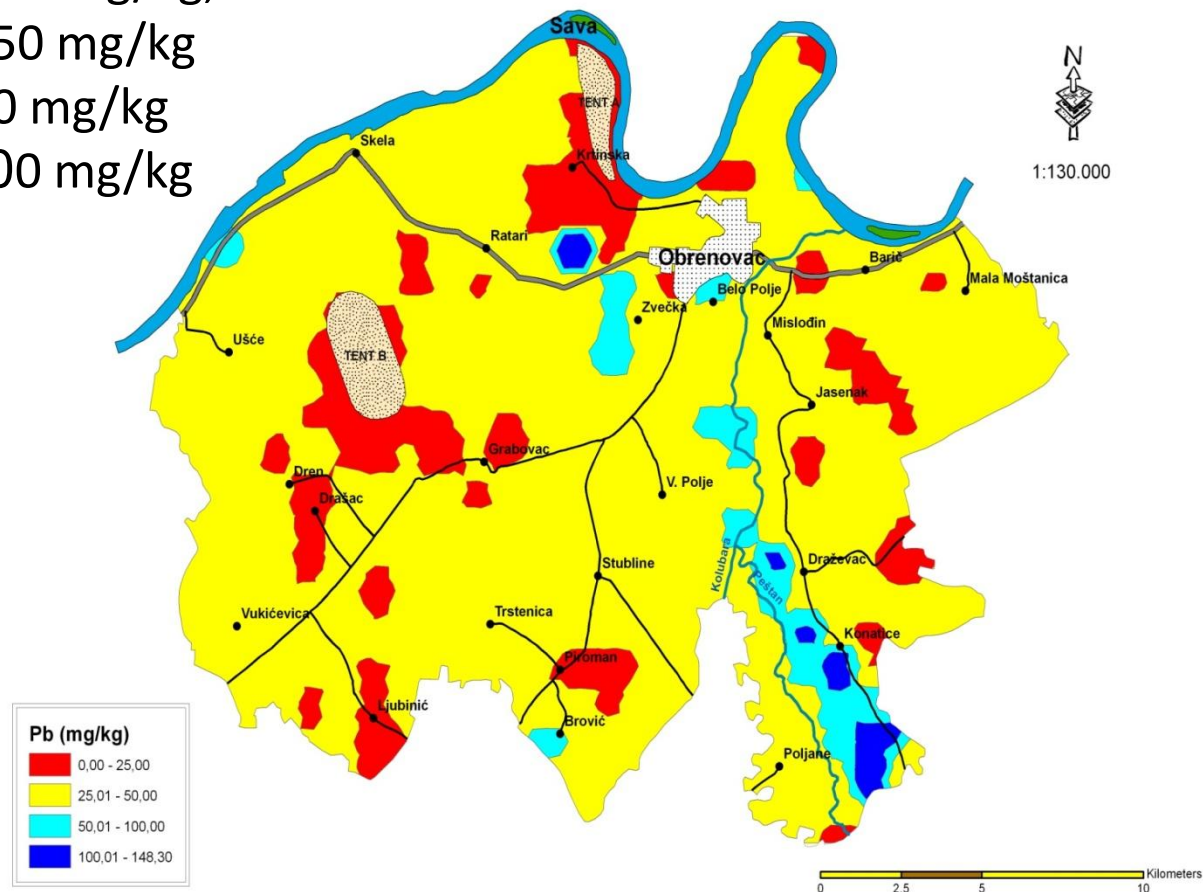 50 mg/kg
0 mg/kg
00 mg/kg
Sava
N
TENT A
1:130.000
Skela
Krtinska
Ratari
Obrenovac
Barič
Mala Moštanica
Belo Polje
Zvečka
Mislođin
Ušće
TENT B
Jasenak
Grabovac
Dren
V. Polje
Drašac
Kolubara
Peštan
Draževac
Stubline
Vukićevica
Trstenica
Konatice
Piroman
Ljubinić
Brović
Poljane
Pb (mg/kg)
0,00 - 25,00
25,01 - 50,00
50,01 - 100,00
100,01 - 148,30
Kilometers
0 2.5 5 10